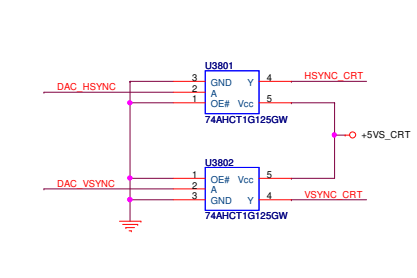 U3801
3 GND Y 4 HSYNC_CRT
DAC_HSYNC 2 A
1 OE# Vcc 5
74AHCT1G125GW
+5VS_CRT
U3802
1 OE# Vcc 5
DAC_VSYNC 2 A
3 GND Y 4 VSYNC_CRT
74AHCT1G125GW